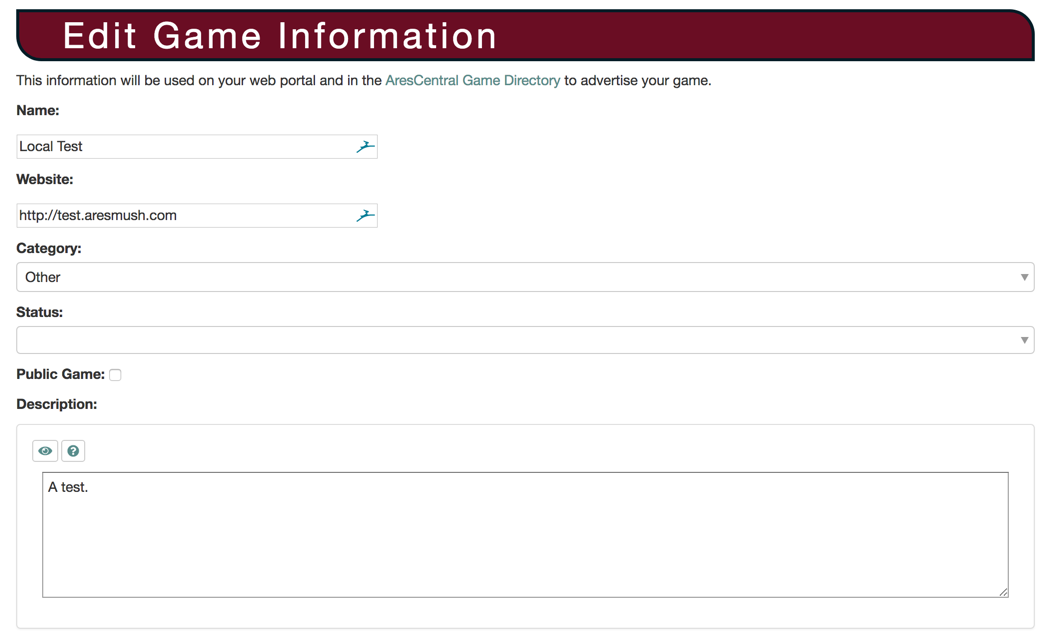 Edit Game Information
This information will be used on your web portal and in the AresCentral Game Directory to advertise your game.
Name:
Local Test
Website:
http://test.aresmush.com
Category:
Other
Status:
Public Game:
Description:
A test.